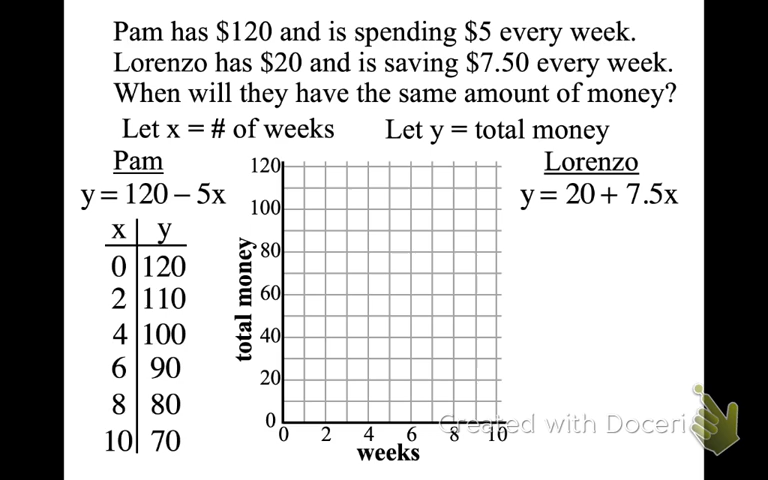 Pam has $120 and is spending $5 every week.
Lorenzo has $20 and is saving $7.50 every week.
When will they have the same amount of money?
Let x = # of weeks Let y = total money
Pam
y = 120 – 5x
x y
0 120
2 110
4 100
6 90
8 80
10 70
total money
120
100
80
60
40
20
0
0 2 4 6 8 10
weeks
Lorenzo
y = 20 + 7.5x
Created with Doceri